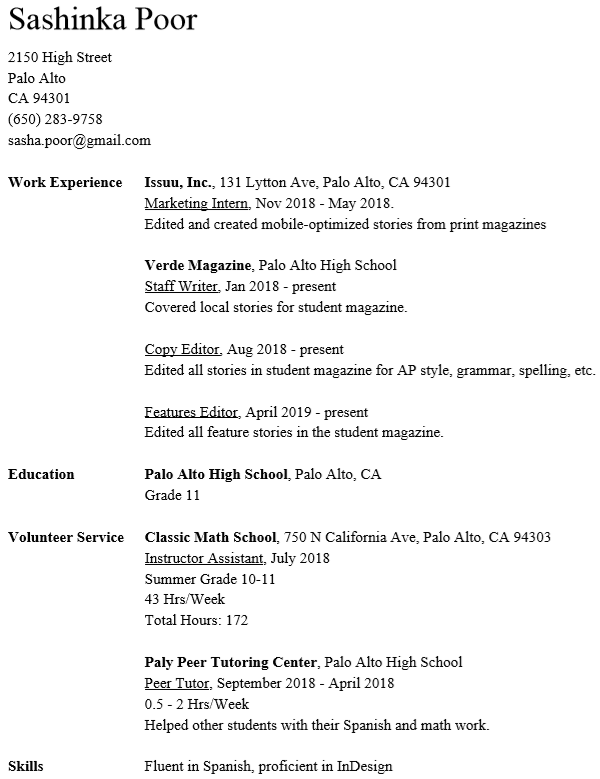 Sashinka Poor
2150 High Street
Palo Alto
CA 94301
(650) 283-9758
sasha.poor@gmail.com
Work Experience Issuu, Inc., 131 Lytton Ave, Palo Alto, CA 94301
Marketing Intern, Nov 2018 - May 2018.
Edited and created mobile-optimized stories from print magazines
Verde Magazine, Palo Alto High School
Staff Writer, Jan 2018 - present
Covered local stories for student magazine.
Copy Editor, Aug 2018 - present
Edited all stories in student magazine for AP style, grammar, spelling, etc.
Features Editor, April 2019 - present
Edited all feature stories in the student magazine.
Education Palo Alto High School, Palo Alto, CA
Grade 11
Volunteer Service Classic Math School, 750 N California Ave, Palo Alto, CA 94303
Instructor Assistant, July 2018
Summer Grade 10-11
43 Hrs/Week
Total Hours: 172
Paly Peer Tutoring Center, Palo Alto High School
Peer Tutor, September 2018 - April 2018
0.5 - 2 Hrs/Week
Helped other students with their Spanish and math work.
Skills Fluent in Spanish, proficient in InDesign